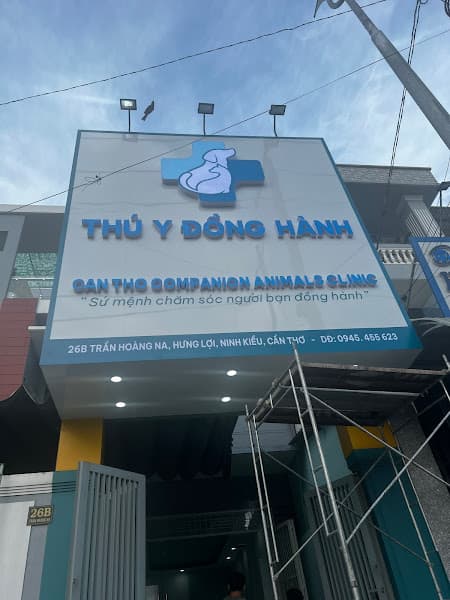 THÚ Y ĐỒNG HÀNH
CAN THO COMPANION ANIMALS CLINIC
"Sứ mệnh chăm sóc người bạn đồng hành"
26B TRẦN HOÀNG NA, HƯNG LỢI, NINH KIỀU, CẦN THƠ - DĐ: 0945.455 623
26B